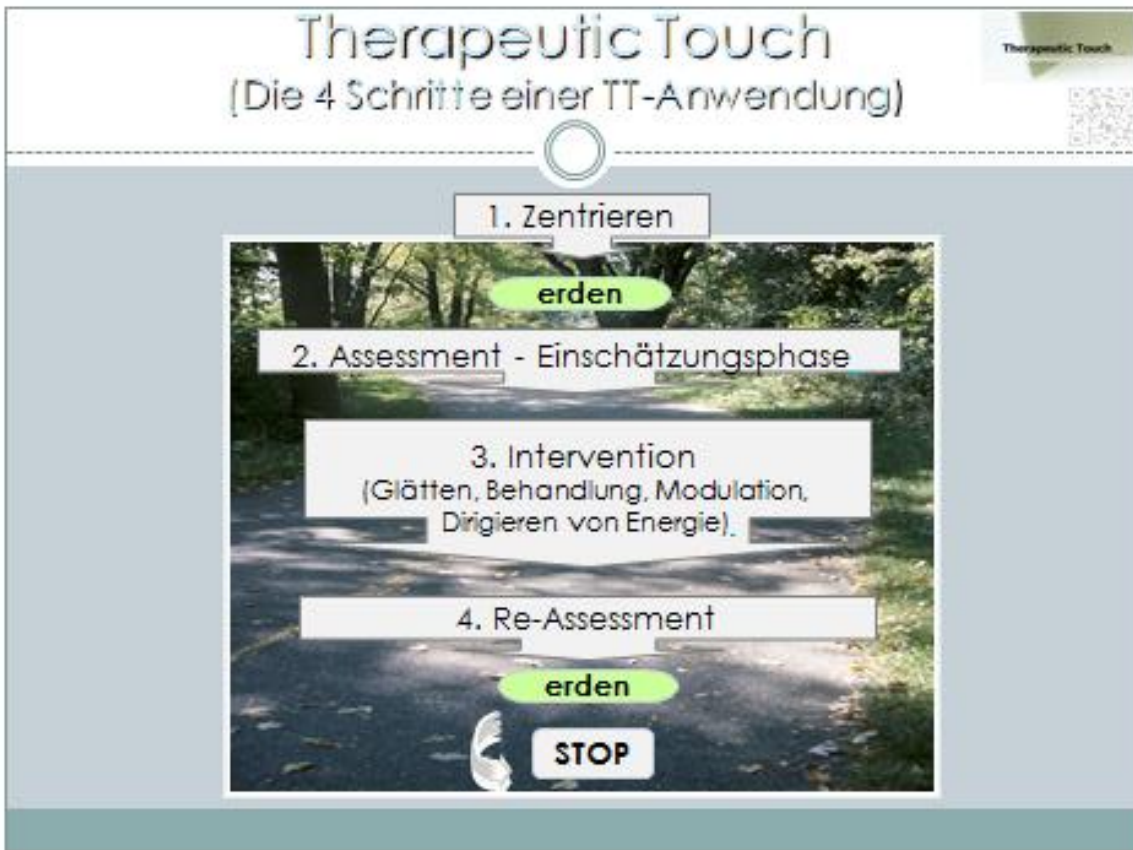 Therapeutic Touch
(Die 4 Schritte einer TT-Anwendung)
Therapeutic Touch
1. Zentrieren
erden
2. Assessment - Einschätzungsphase
3. Intervention
(Glätten, Behandlung, Modulation,
Dirigieren von Energie)
4. Re-Assessment
erden
STOP